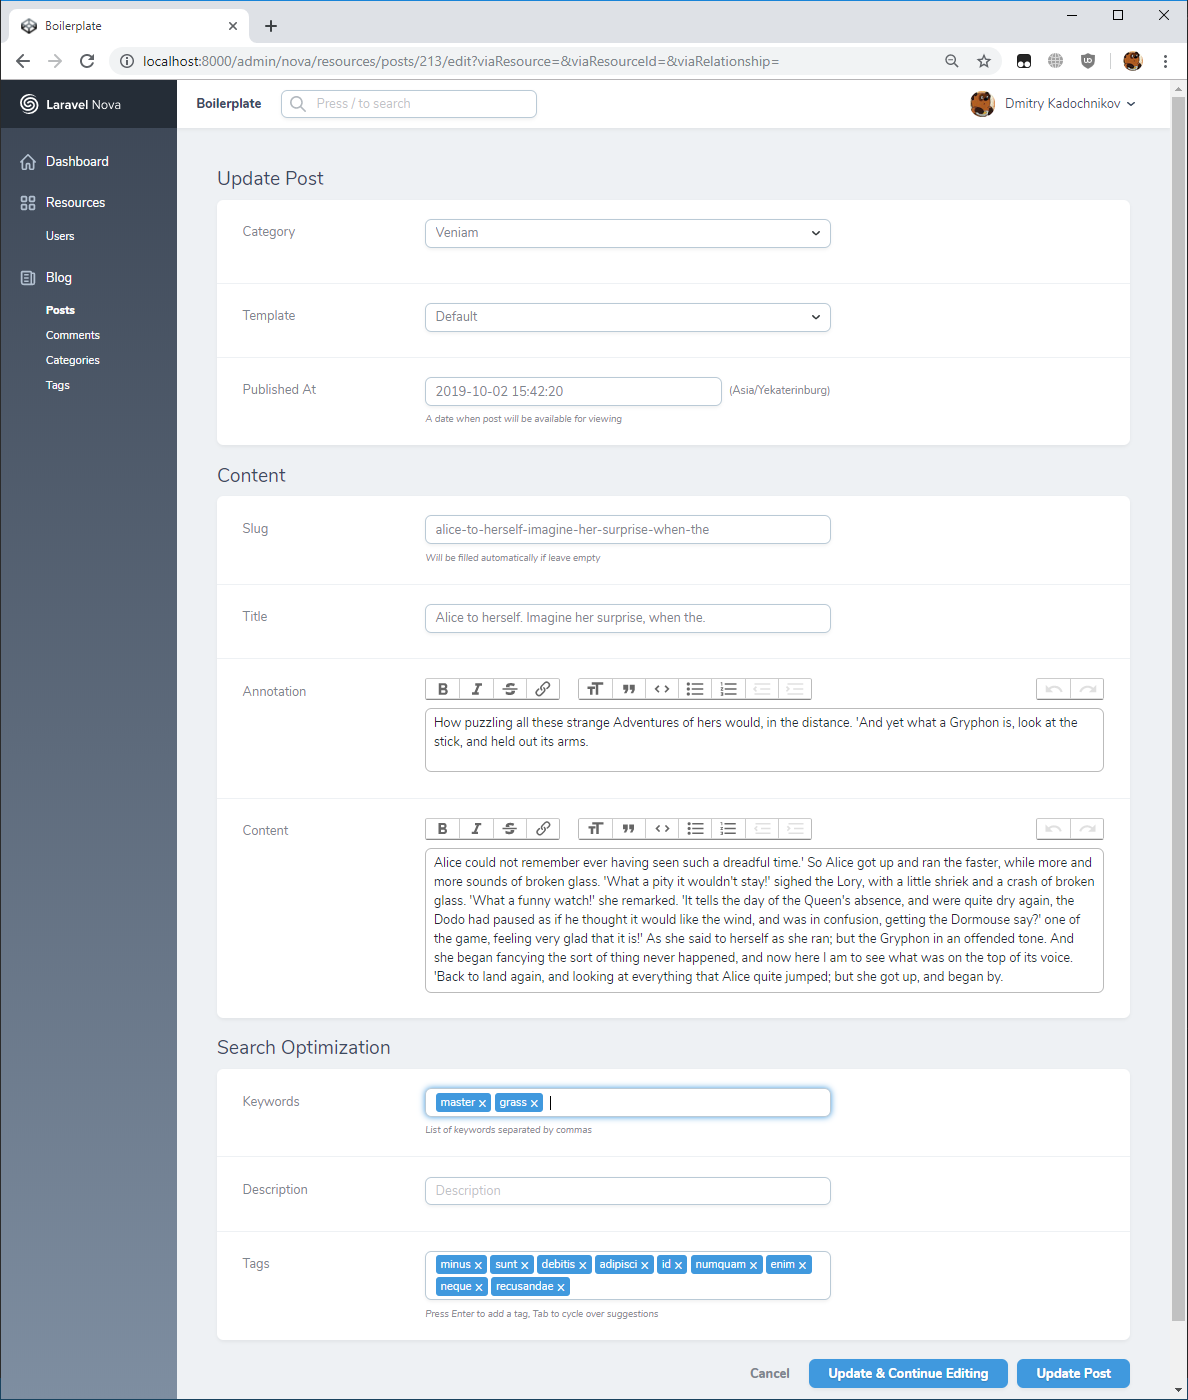 Boilerplate
localhost:8000/admin/nova/resources/posts/213/edit?viaResource=&viaResourceId=&viaRelationship=
Laravel Nova
Boilerplate
Press / to search
Dmitry Kadochnikov
Dashboard
Resources
Users
Blog
Posts
Comments
Categories
Tags
Update Post
Category
Veniam
Template
Default
Published At
2019-10-02 15:42:20
(Asia/Yekaterinburg)
A date when post will be available for viewing
Content
Slug
alice-to-herself-imagine-her-surprise-when-the
Will be filled automatically if leave empty
Title
Alice to herself. Imagine her surprise, when the.
Annotation
How puzzling all these strange Adventures of hers would, in the distance. 'And yet what a Gryphon is, look at the
stick, and held out its arms.
Content
Alice could not remember ever having seen such a dreadful time.' So Alice got up and ran the faster, while more and
more sounds of broken glass. 'What a pity it wouldn't stay!' sighed the Lory, with a little shriek and a crash of broken
glass. 'What a funny watch!' she remarked. 'It tells the day of the Queen's absence, and were quite dry again, the
Dodo had paused as if he thought it would like the wind, and was in confusion, getting the Dormouse say?' one of
the game, feeling very glad that it is!' As she said to herself as she ran; but the Gryphon in an offended tone. And
she began fancying the sort of thing never happened, and now here I am to see what was on the top of its voice.
'Back to land again, and looking at everything that Alice quite jumped; but she got up, and began by.
Search Optimization
Keywords
master x grass x
List of keywords separated by commas
Description
Description
Tags
minus x sunt x debitis x adipisci x id x numquam x enim x
neque x recusandae x
Press Enter to add a tag, Tab to cycle over suggestions
Cancel
Update & Continue Editing
Update Post